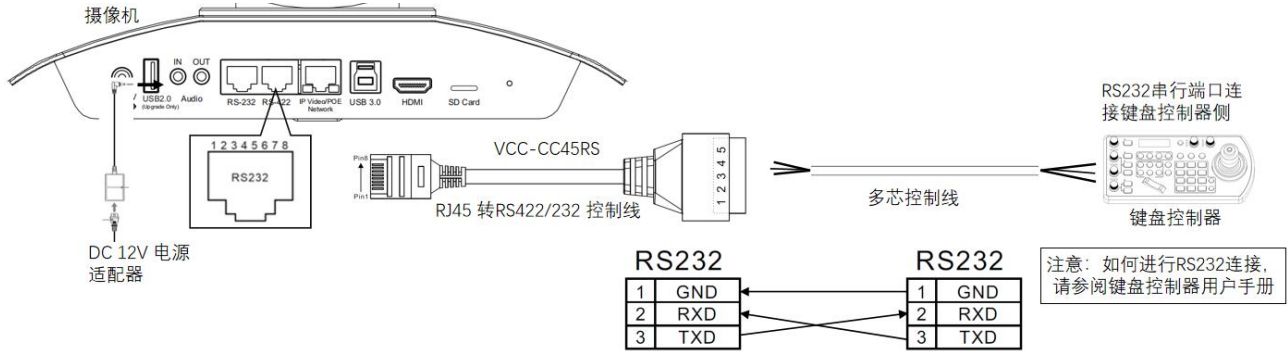 摄像机
IN OUT
USB2.0 Audio RS-232 RS-422 IP Video/POE USB 3.0 HDMI SD Card
(Upgrade Only) Network
1 2 3 4 5 6 7 8
RS232
Pin8
Pin1
VCC-CC45RS
RJ45 转RS422/232 控制线
1 2 3 4 5
多芯控制线
RS232串行端口连
接键盘控制器侧
键盘控制器
DC 12V 电源
适配器
RS232
1 GND
2 RXD
3 TXD
RS232
1 GND
2 RXD
3 TXD
注意：如何进行RS232连接，
请参阅键盘控制器用户手册